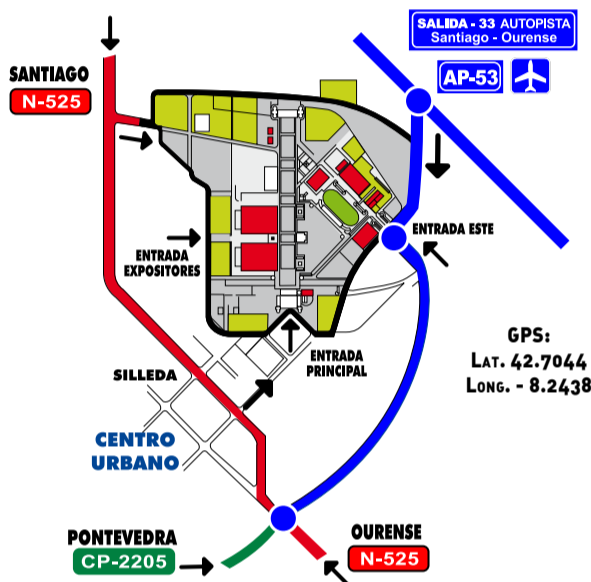 SALIDA - 33 AUTOPISTA
Santiago - Ourense
AP-53
SANTIAGO
N-525
ENTRADA ESTE
ENTRADA
EXPOSITORES
GPS:
LAT. 42.7044
LONG. - 8.2438
ENTRADA
PRINCIPAL
SILLEDA
CENTRO
URBANO
PONTEVEDRA
CP-2205
OURENSE
N-525